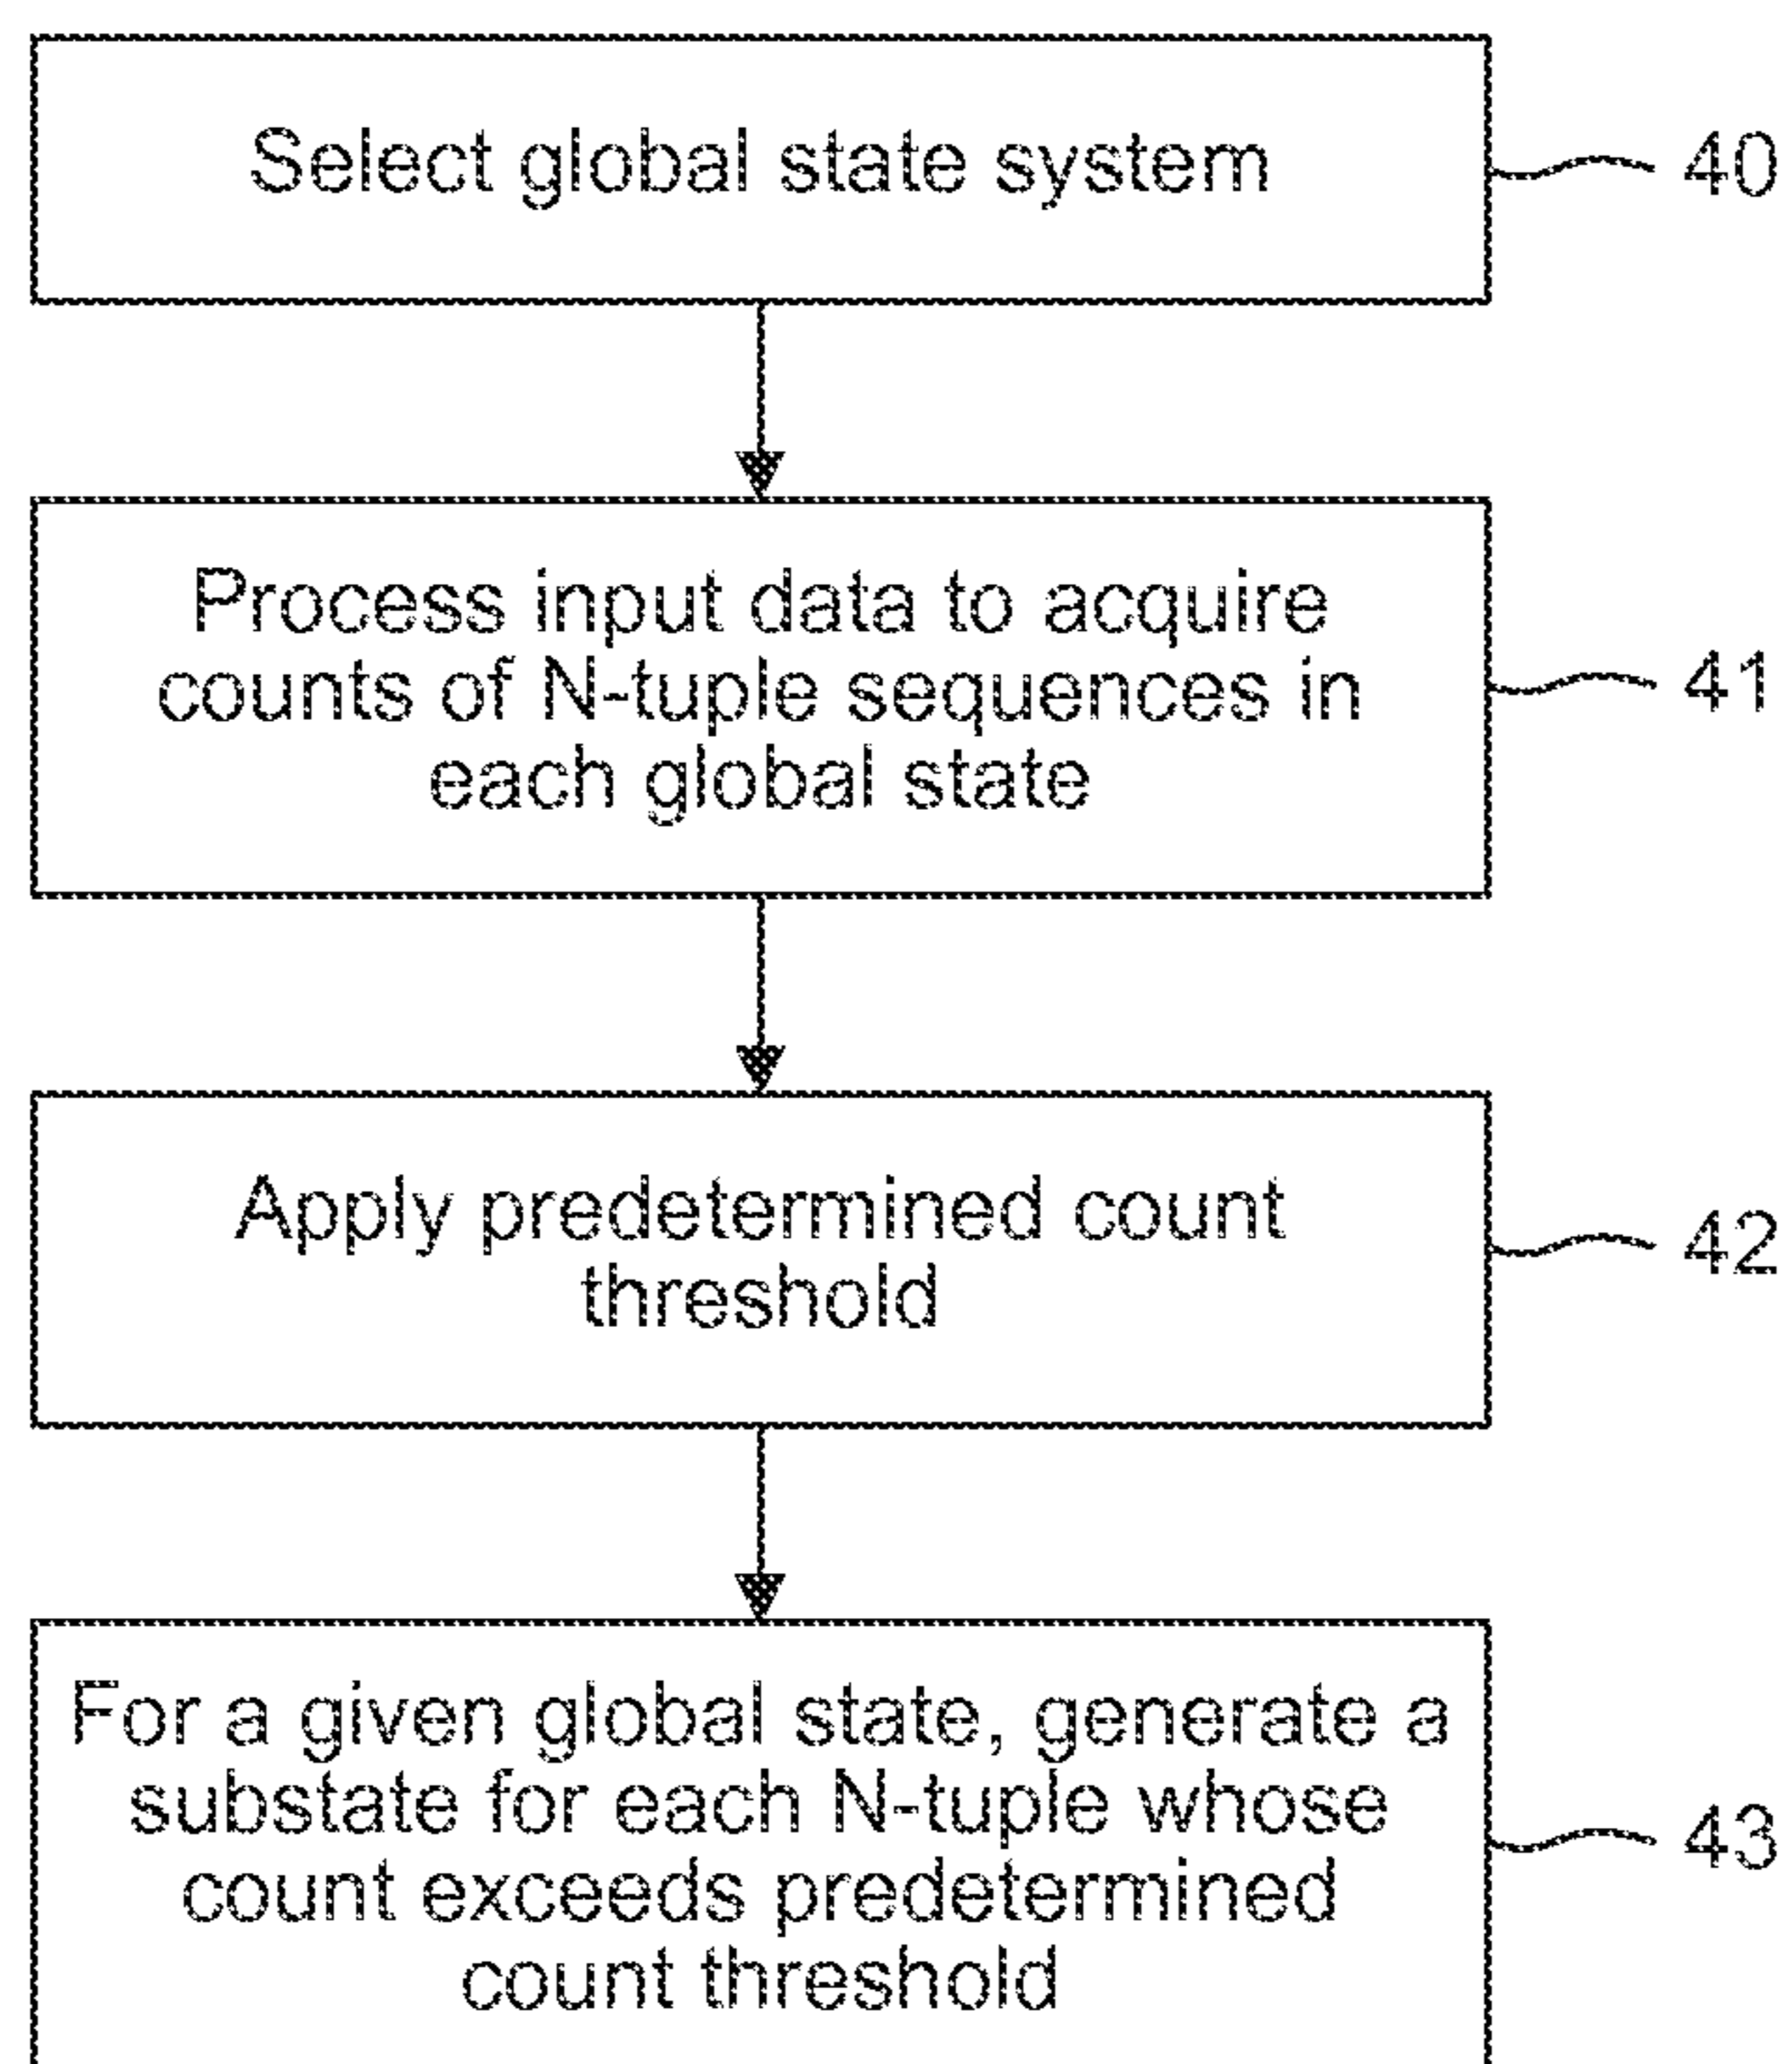 Select global state system
40
Process input data to acquire
counts of N-tuple sequences in
each global state
41
Apply predetermined count
threshold
42
For a given global state, generate a
substate for each N-tuple whose
count exceeds predetermined
count threshold
43